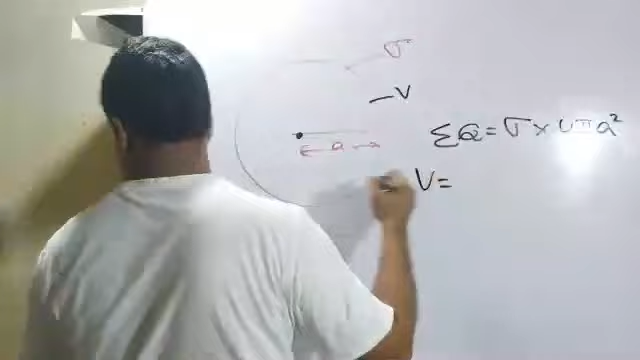 σ
V
a
ΣQ = σ × 4πa²
V =